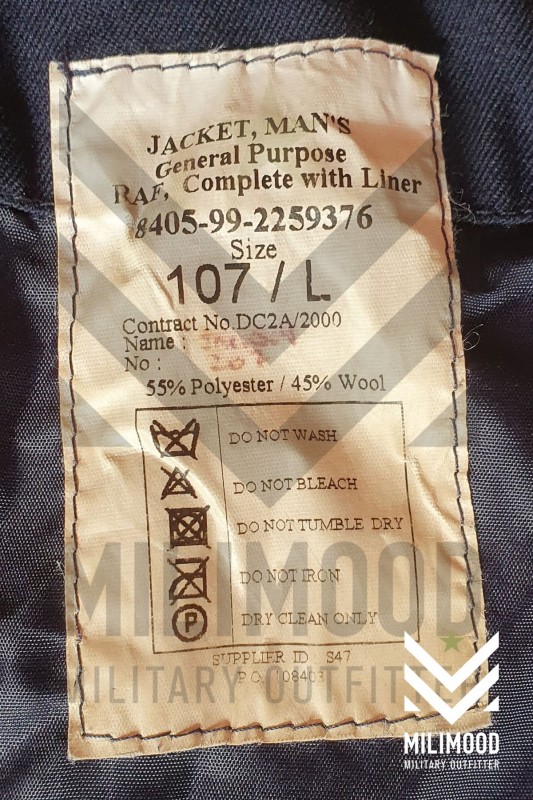 JACKET, MAN'S
General Purpose
RAF, Complete with Liner
8405-99-2259376
Size
107 / L
Contract No.DC2A/2000
Name :
No :
55% Polyester / 45% Wool
DO NOT WASH
DO NOT BLEACH
DO NOT TUMBLE DRY
DO NOT IRON
P DRY CLEAN ONLY
SUPPLIER ID S47
P.O. 108403
MILIMOOD
MILITARY OUTFITTER
MILIMOOD
MILITARY OUTFITTER